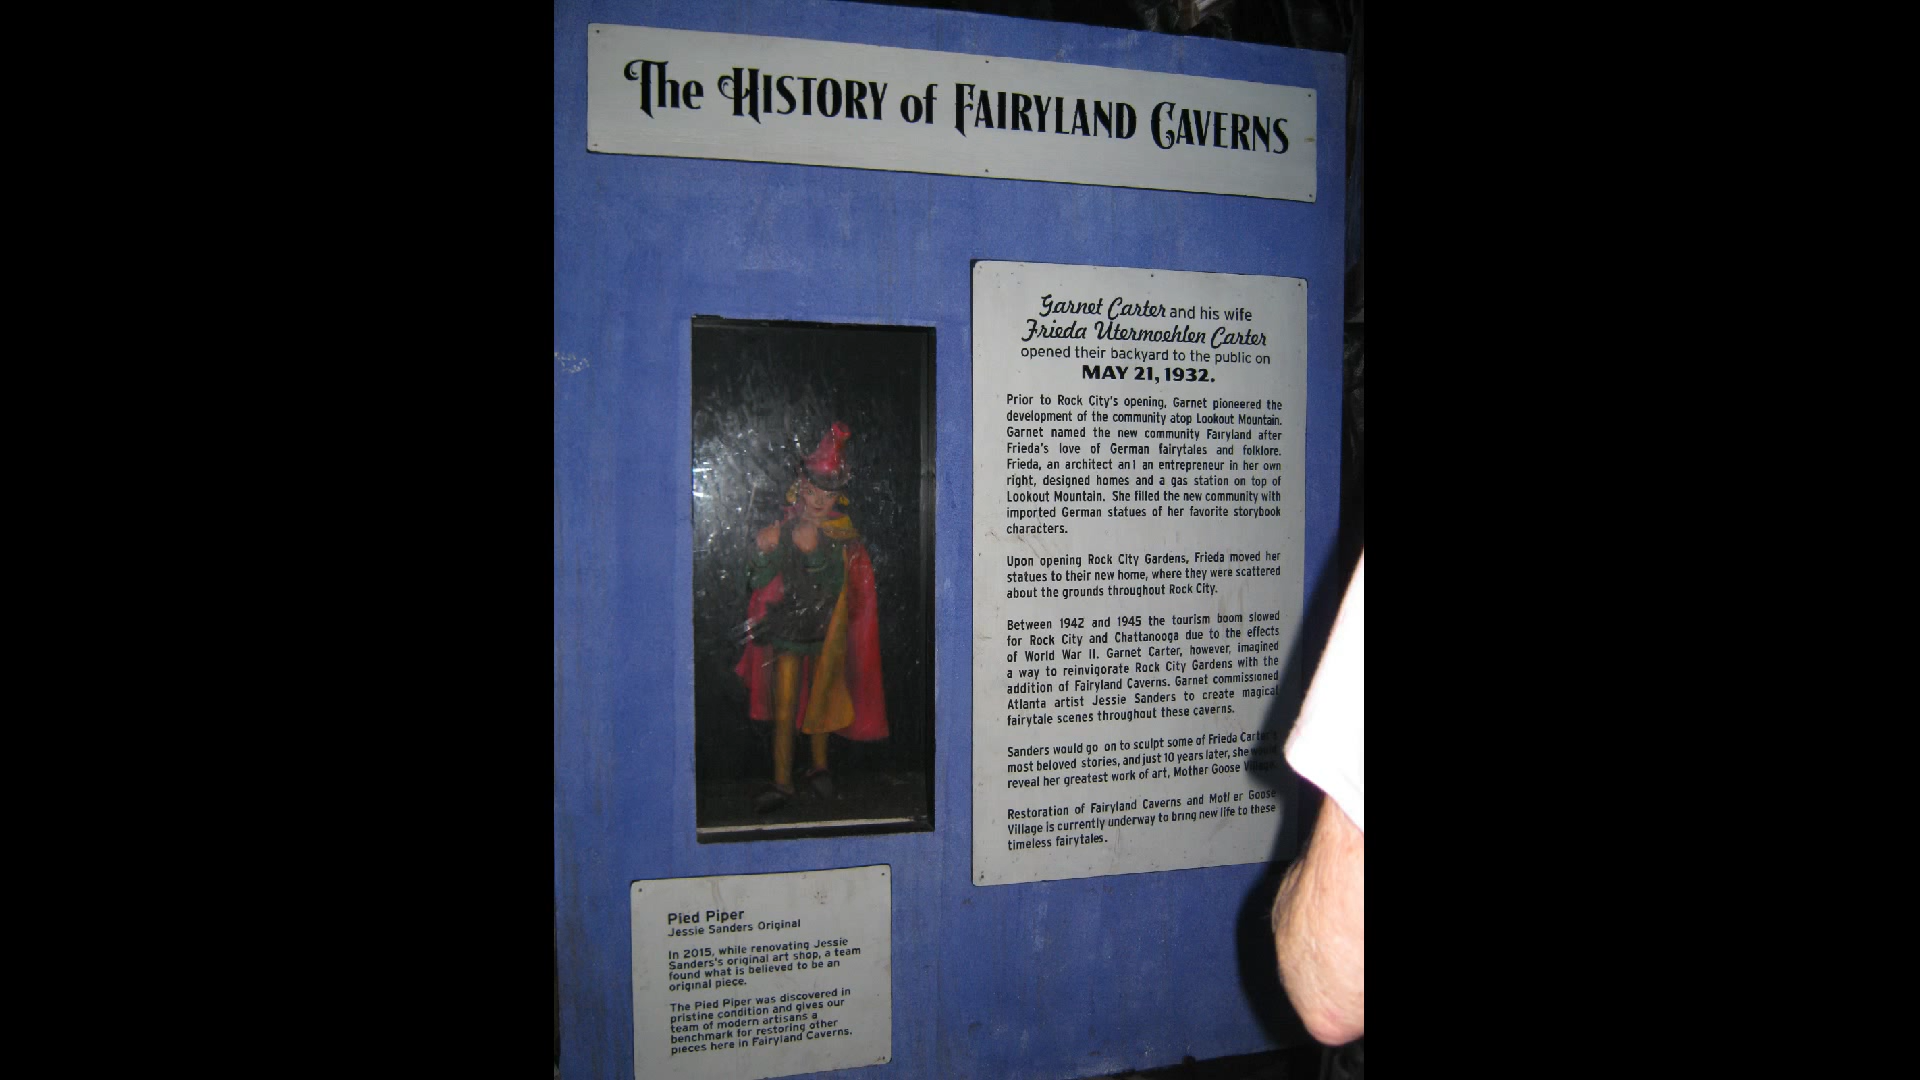 The HISTORY of FAIRYLAND CAVERNS
Garnet Carter and his wife
Frieda Utermoehlen Carter
opened their backyard to the public on
MAY 21, 1932.
Prior to Rock City's opening, Garnet pioneered the
development of the community atop Lookout Mountain.
Garnet named the new community Fairyland after
Frieda's love of German fairytales and folklore.
Frieda, an architect an1 an entrepreneur in her own
right, designed homes and a gas station on top of
Lookout Mountain. She filled the new community with
imported German statues of her favorite storybook
characters.
Upon opening Rock City Gardens, Frieda moved her
statues to their new home, where they were scattered
about the grounds throughout Rock City.
Between 1942 and 1945 the tourism boom slowed
for Rock City and Chattanooga due to the effects
of World War II. Garnet Carter, however, imagined
a way to reinvigorate Rock City Gardens with the
addition of Fairyland Caverns. Garnet commissioned
Atlanta artist Jessie Sanders to create magical
fairytale scenes throughout these caverns.
Sanders would go on to sculpt some of Frieda Carter's
most beloved stories, and just 10 years later, she would
reveal her greatest work of art, Mother Goose Village.
Restoration of Fairyland Caverns and Mother Goose
Village is currently underway to bring new life to these
timeless fairytales.
Pied Piper
Jessie Sanders Original
In 2015, while renovating Jessie
Sanders's original art shop, a team
found what is believed to be an
original piece.
The Pied Piper was discovered in
pristine condition and gives our
team of modern artisans a
benchmark for restoring other
pieces here in Fairyland Caverns.